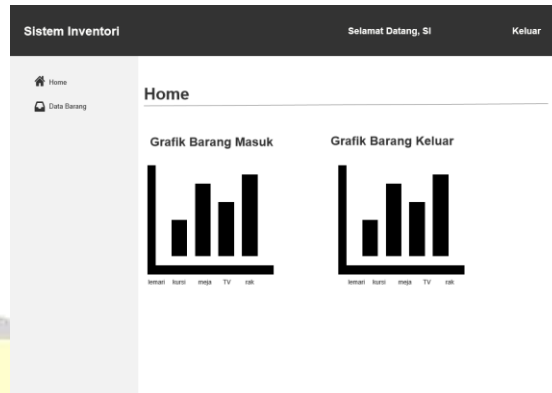 Sistem Inventori
Selamat Datang, SI
Keluar
Home
Data Barang
Home
Grafik Barang Masuk
lemari kursi meja TV rak
Grafik Barang Keluar
lemari kursi meja TV rak